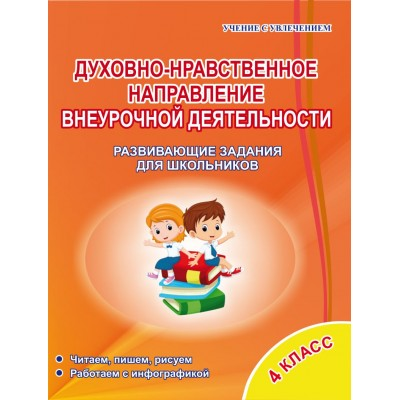 УЧЕНИЕ С УВЛЕЧЕНИЕМ
ДУХОВНО-НРАВСТВЕННОЕ
НАПРАВЛЕНИЕ
ВНЕУРОЧНОЙ ДЕЯТЕЛЬНОСТИ
РАЗВИВАЮЩИЕ ЗАДАНИЯ
ДЛЯ ШКОЛЬНИКОВ
• Читаем, пишем, рисуем
• Работаем с инфографикой
4 КЛАСС